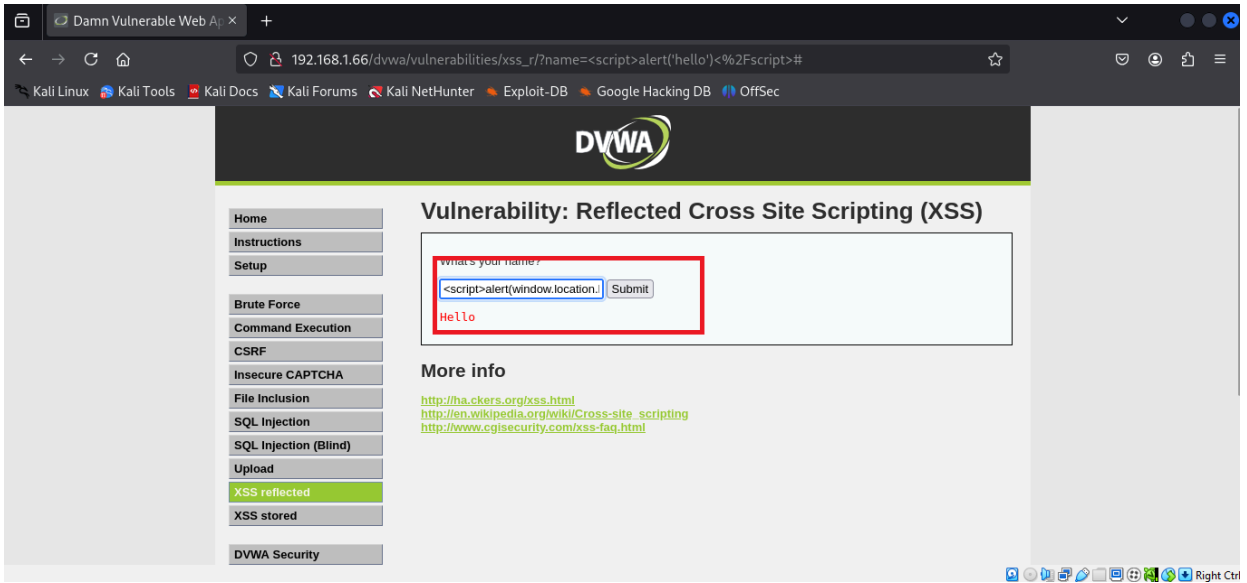 Damn Vulnerable Web Ap
192.168.1.66/dvwa/vulnerabilities/xss_r/?name=<script>alert('hello')<%2Fscript>#
Kali Linux Kali Tools Kali Docs Kali Forums Kali NetHunter Exploit-DB Google Hacking DB OffSec
DVWA
Home
Instructions
Setup
Brute Force
Command Execution
CSRF
Insecure CAPTCHA
File Inclusion
SQL Injection
SQL Injection (Blind)
Upload
XSS reflected
XSS stored
DVWA Security
Vulnerability: Reflected Cross Site Scripting (XSS)
What's your name?
<script>alert(window.location. Submit
Hello
More info
http://ha.ckers.org/xss.html
http://en.wikipedia.org/wiki/Cross-site_scripting
http://www.cgisecurity.com/xss-faq.html
Right Ctrl